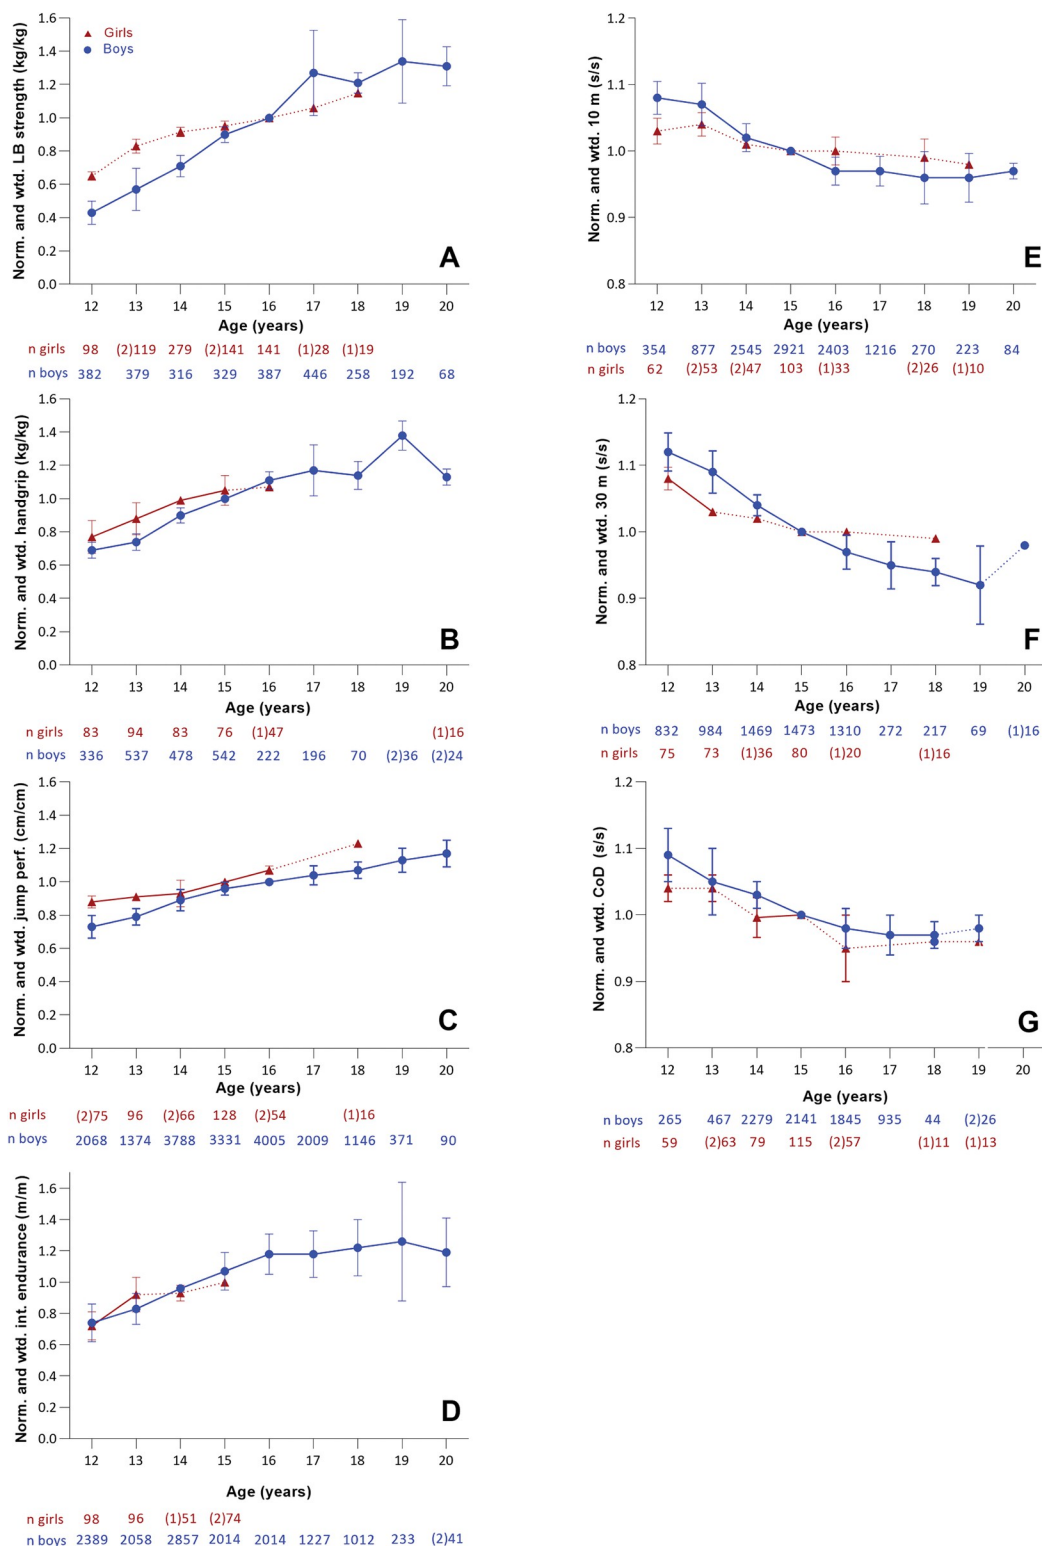 Norm. and wtd. LB strength (kg/kg)
1.6
1.4
1.2
1.0
0.8
0.6
0.4
0.2
0.0
Girls
Boys
A
12 13 14 15 16 17 18 19 20
Age (years)
n girls 98 (2)119 279 (2)141 141 (1)28 (1)19
n boys 382 379 316 329 387 446 258 192 68
Norm. and wtd. handgrip (kg/kg)
1.6
1.4
1.2
1.0
0.8
0.6
0.4
0.2
0.0
B
12 13 14 15 16 17 18 19 20
Age (years)
n girls 83 94 83 76 (1)47 (1)16
n boys 336 537 478 542 222 196 70 (2)36 (2)24
Norm. and wtd. jump perf. (cm/cm)
1.6
1.4
1.2
1.0
0.8
0.6
0.4
0.2
0.0
C
12 13 14 15 16 17 18 19 20
Age (years)
n girls (2)75 96 (2)66 128 (2)54 (1)16
n boys 2068 1374 3788 3331 4005 2009 1146 371 90
Norm. and wtd. int. endurance (m/m)
1.6
1.4
1.2
1.0
0.8
0.6
0.4
0.2
0.0
D
12 13 14 15 16 17 18 19 20
Age (years)
n girls 98 96 (1)51 (2)74
n boys 2389 2058 2857 2014 2014 1227 1012 233 (2)41
Norm. and wtd. 10 m (s/s)
1.2
1.1
1.0
0.9
0.8
E
12 13 14 15 16 17 18 19 20
Age (years)
n boys 354 877 2545 2921 2403 1216 270 223 84
n girls 62 (2)53 (2)47 103 (1)33 (2)26 (1)10
Norm. and wtd. 30 m (s/s)
1.2
1.1
1.0
0.9
0.8
F
12 13 14 15 16 17 18 19 20
Age (years)
n boys 832 984 1469 1473 1310 272 217 69 (1)16
n girls 75 73 (1)36 80 (1)20 (1)16
Norm. and wtd. CoD (s/s)
1.2
1.1
1.0
0.9
0.8
G
12 13 14 15 16 17 18 19 20
Age (years)
n boys 265 467 2279 2141 1845 935 44 (2)26
n girls 59 (2)63 79 115 (2)57 (1)11 (1)13